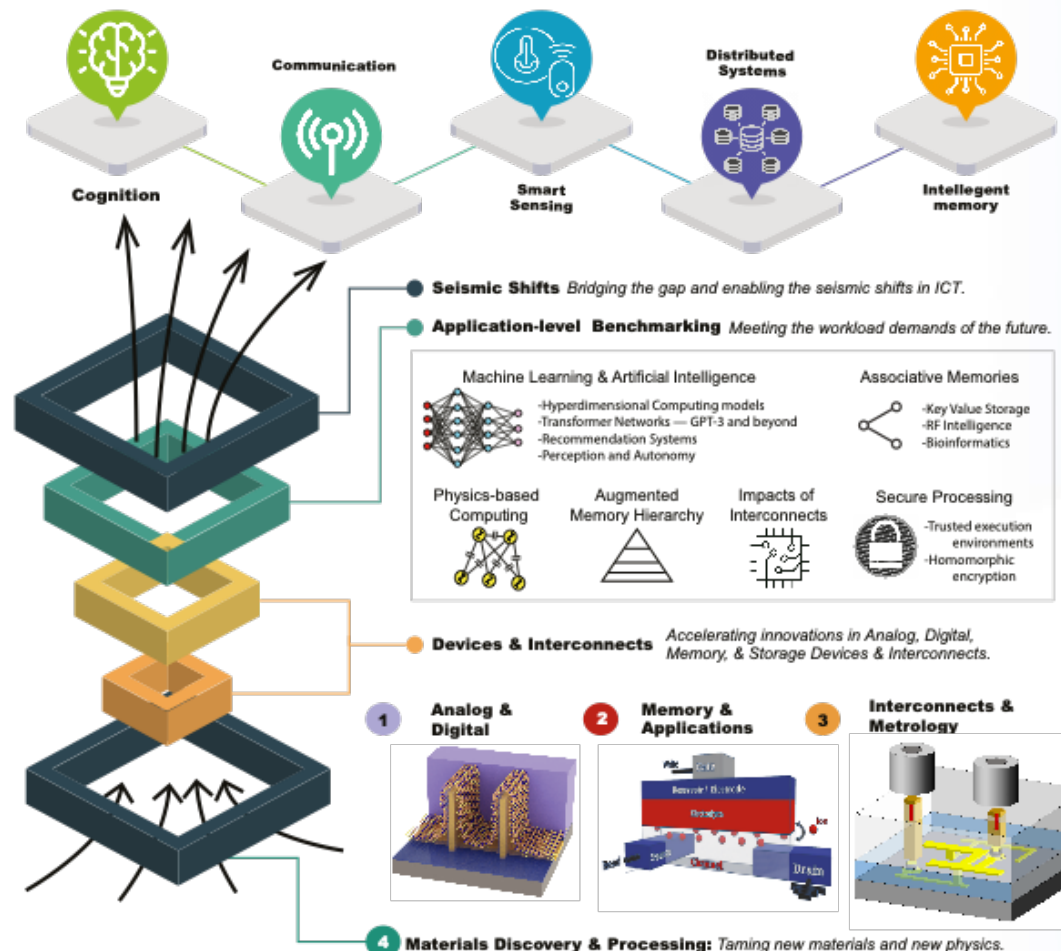 Communication
Distributed
Systems
Cognition
Smart
Sensing
Intellegent
memory
Seismic Shifts Bridging the gap and enabling the seismic shifts in ICT.
Application-level Benchmarking Meeting the workload demands of the future.
Machine Learning & Artificial Intelligence
-Hyperdimensional Computing models
-Transformer Networks — GPT-3 and beyond
-Recommendation Systems
-Perception and Autonomy
Associative Memories
-Key Value Storage
-RF Intelligence
-Bioinformatics
Physics-based
Computing
Augmented
Memory Hierarchy
Impacts of
Interconnects
Secure Processing
-Trusted execution
environments
-Homomorphic
encryption
Devices & Interconnects Accelerating innovations in Analog, Digital,
Memory, & Storage Devices & Interconnects.
1 Analog &
Digital
2 Memory &
Applications
3 Interconnects &
Metrology
Electrode
Ion
Channel
Drain
4 Materials Discovery & Processing: Taming new materials and new physics.